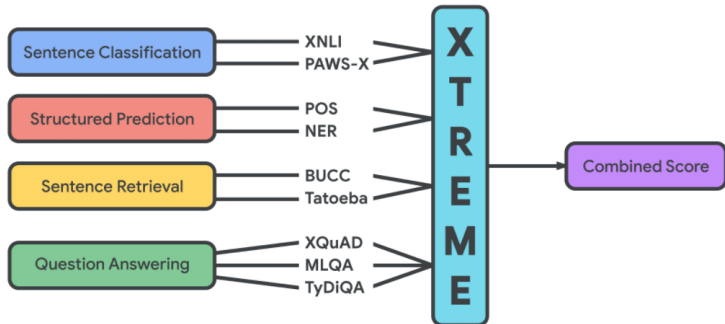 Sentence Classification
XNLI
PAWS-X
Structured Prediction
POS
NER
Sentence Retrieval
BUCC
Tatoeba
Question Answering
XQuAD
MLQA
TyDiQA
XTREME
Combined Score